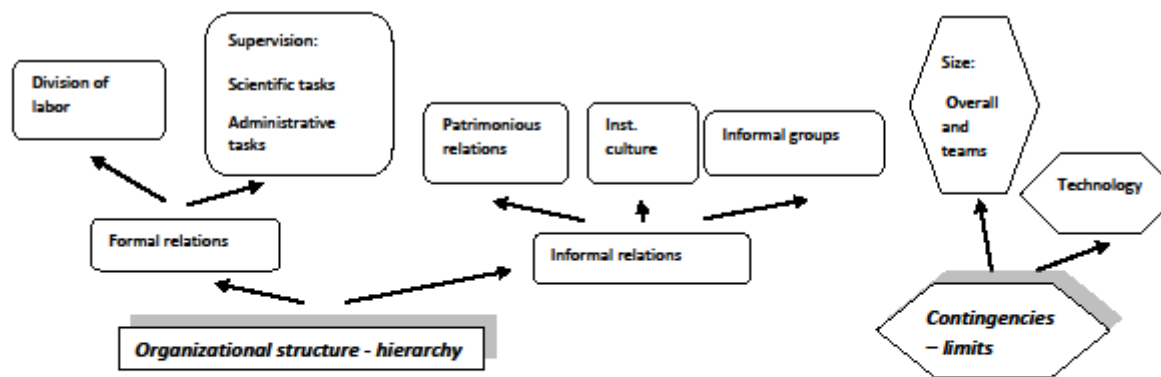 Division of
labor
Supervision:
Scientific tasks
Administrative
tasks
Patrimonious
relations
Inst.
culture
Informal groups
Size:
Overall
and
teams
Technology
Formal relations
Informal relations
Organizational structure - hierarchy
Contingencies
– limits